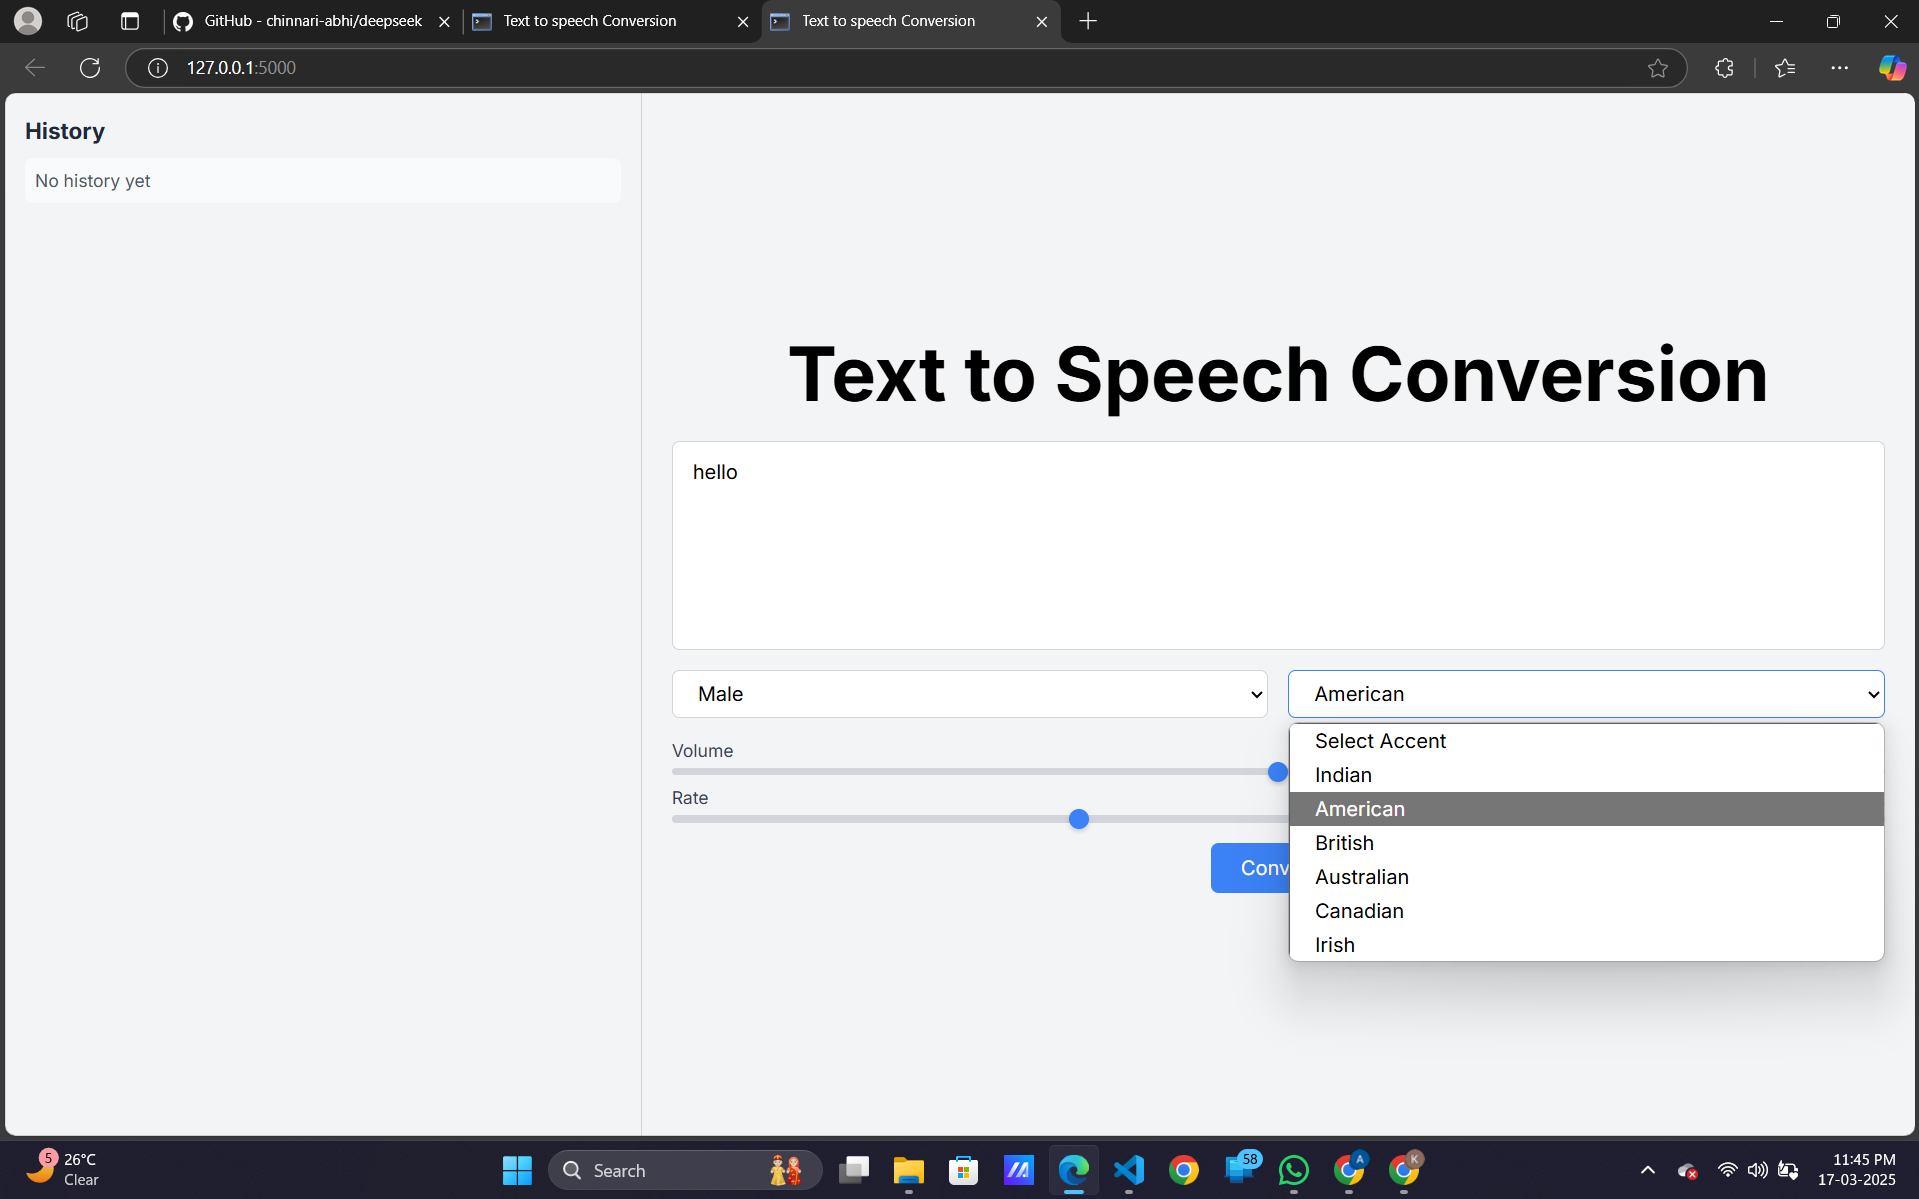 GitHub - chinnari-abhi/deepseek
Text to speech Conversion
Text to speech Conversion
127.0.0.1:5000
History
No history yet
Text to Speech Conversion
hello
Male
American
Volume
Select Accent
Indian
Rate
American
British
Conv
Australian
Canadian
Irish
5
26°C
Clear
Search
58
A
K
11:45 PM
17-03-2025